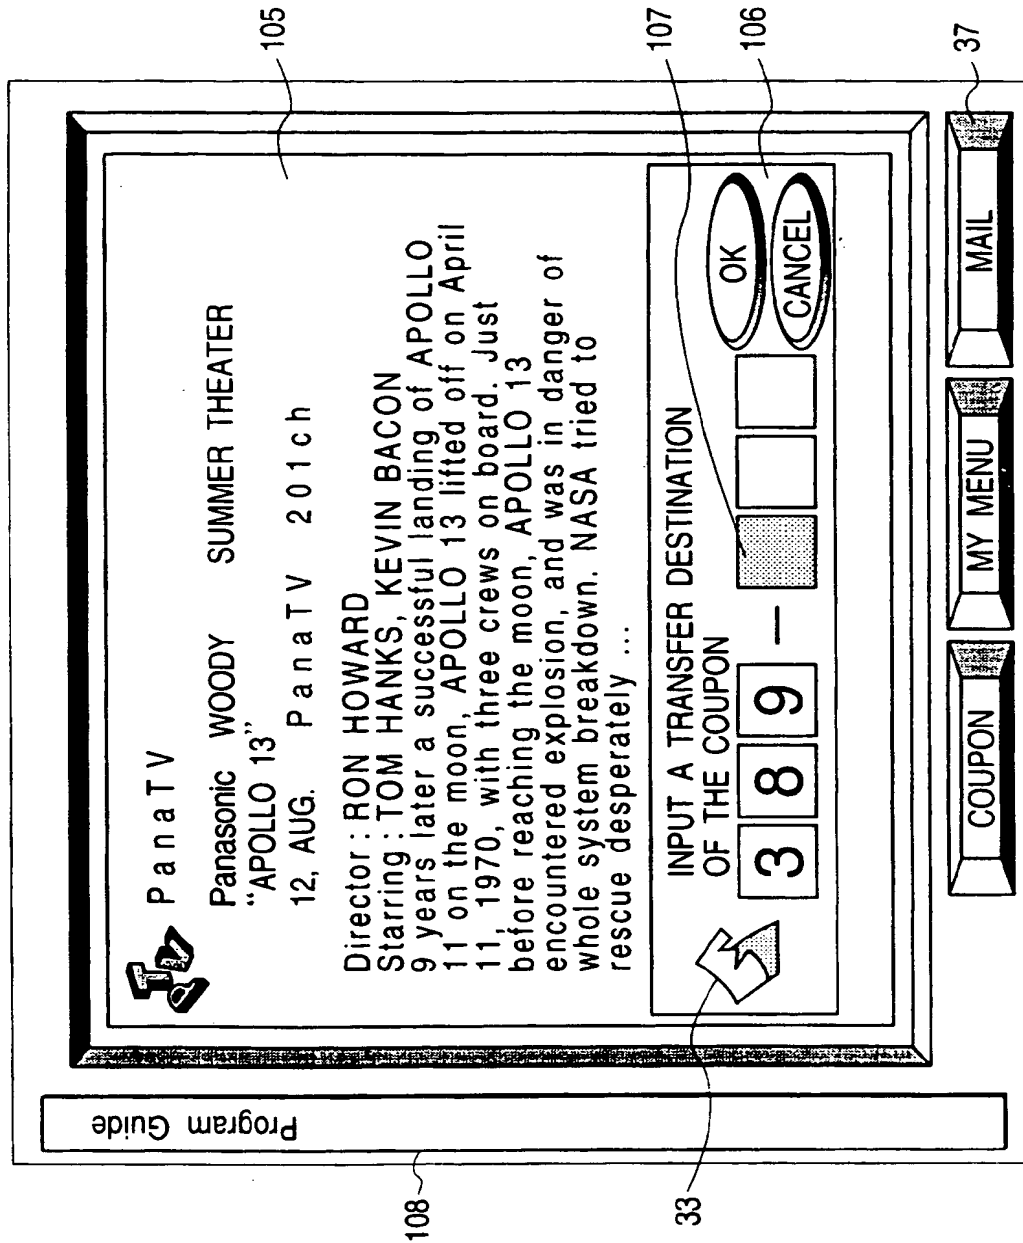 Program Guide
108
P a n a T V
Panasonic WOODY SUMMER THEATER
“APOLLO 13”
12, AUG. P a n a T V 2 0 1 c h
Director : RON HOWARD
Starring : TOM HANKS, KEVIN BACON
9 years later a successful landing of APOLLO
11 on the moon, APOLLO 13 lifted off on April
11, 1970, with three crews on board. Just
before reaching the moon, APOLLO 13
encountered explosion, and was in danger of
whole system breakdown. NASA tried to
rescue desperately ...
105
INPUT A TRANSFER DESTINATION
OF THE COUPON
3 8 9 —
OK
CANCEL
107
106
33
COUPON
MY MENU
MAIL
37